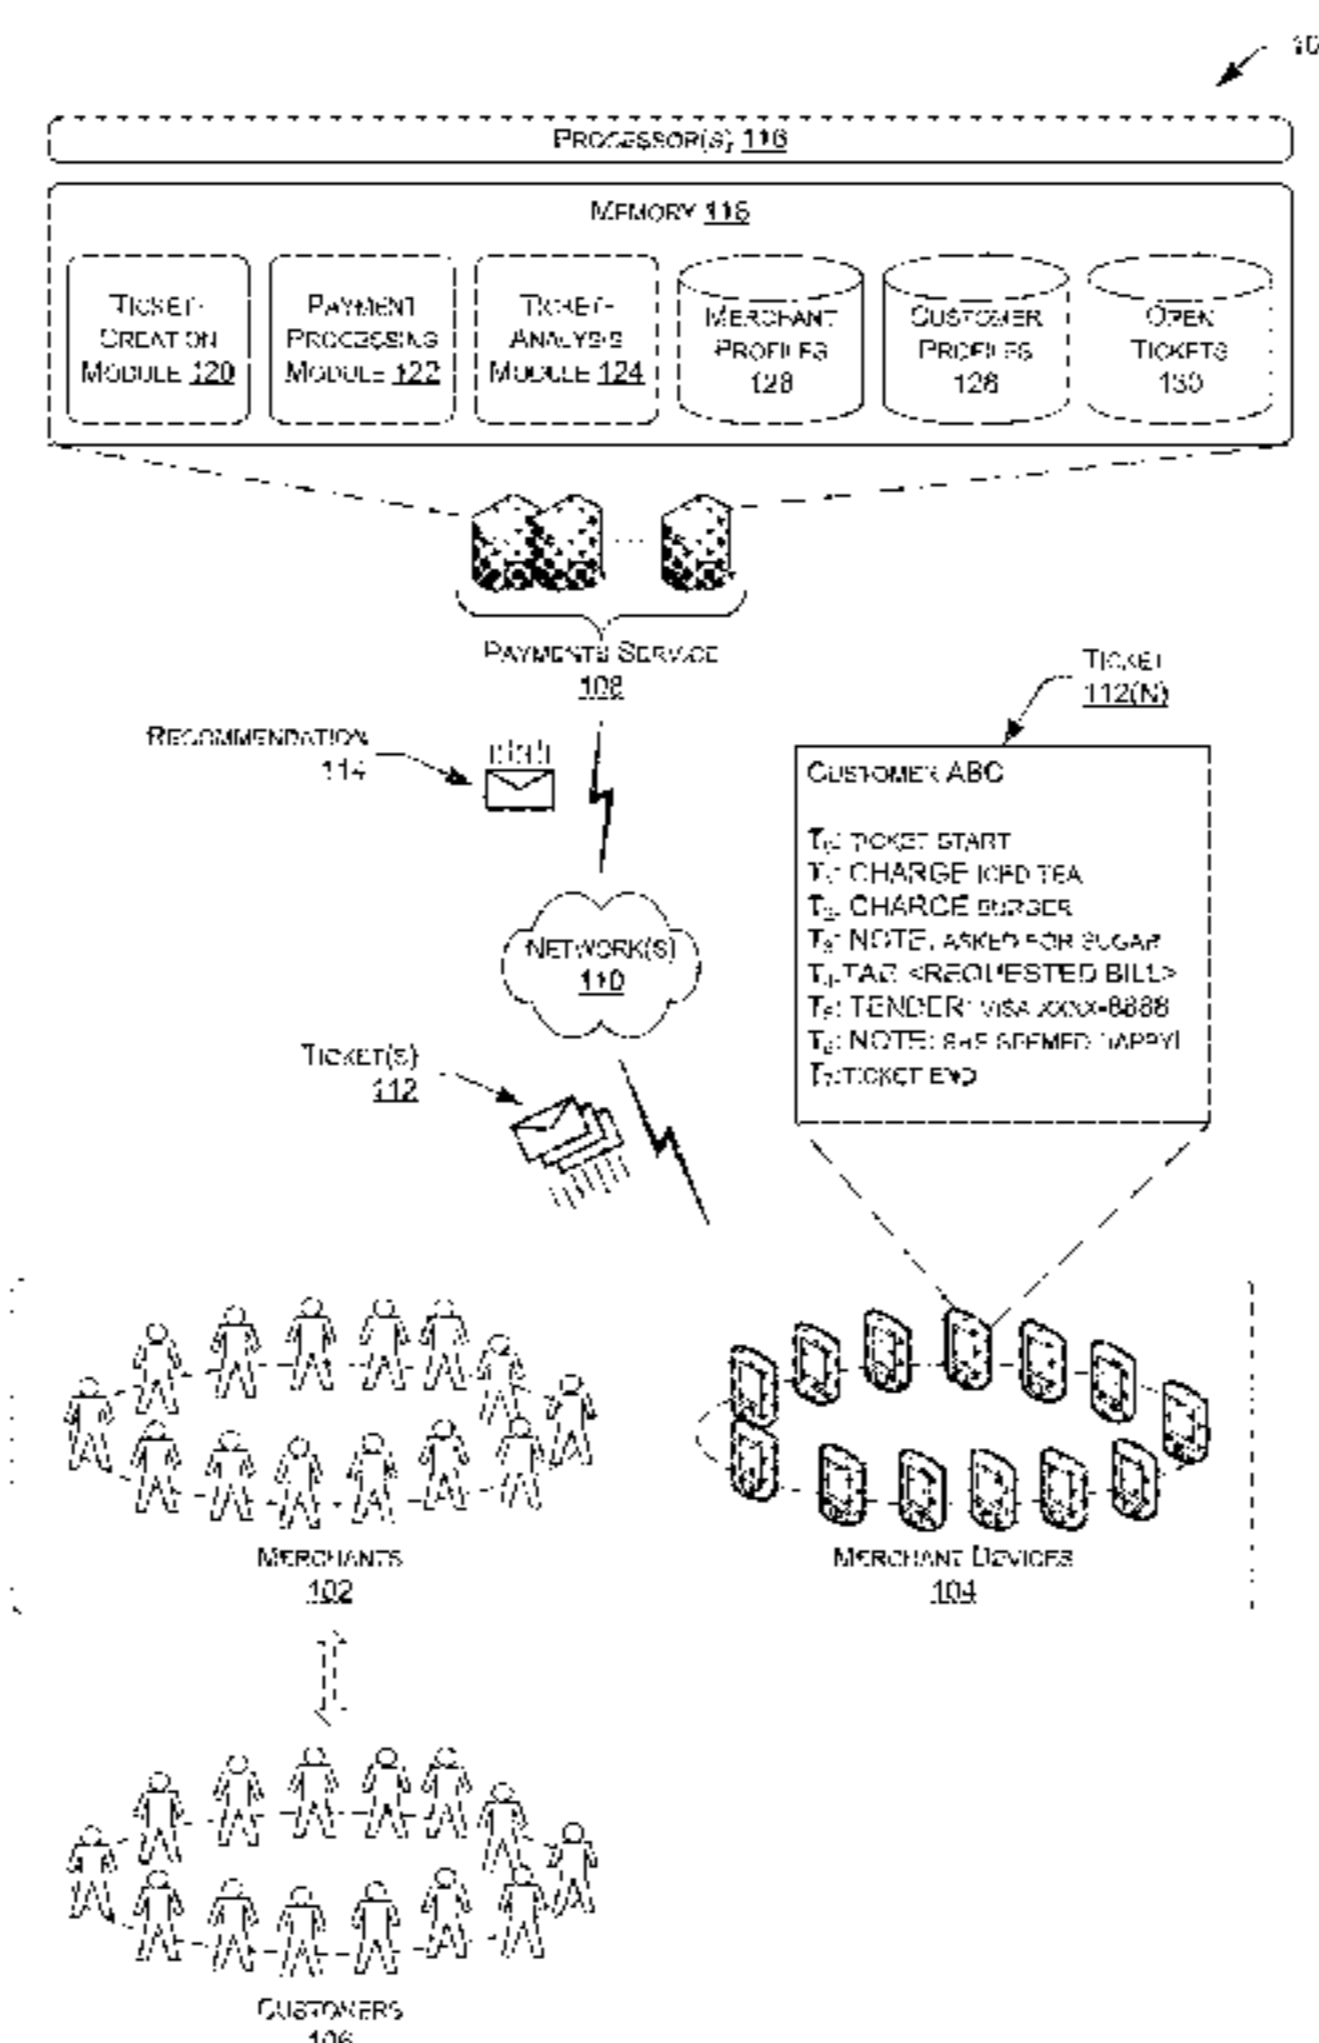 PROCESSOR(S) 116
MEMORY 118
TICKET-
CREATION
MODULE 120
PAYMENT
PROCESSING
MODULE 122
TICKET-
ANALYSIS
MODULE 124
MERCHANT
PROFILES
CUSTOMER
PROFILES
OPEN
TICKETS
130
PAYMENTS SERVICE
108
RECOMMENDATION
114
TICKET
112(N)
CUSTOMER ABC
T0: TICKET START
T1: CHARGE ICED TEA
T2: CHARGE BURGER
T3: NOTE: ASKED FOR SUGAR
T4: TAG <REQUESTED BILL>
T5: TENDER: VISA XXXX-8888
T6: NOTE: SHE SEEMED HAPPY!
T7: TICKET END
NETWORK(S)
110
TICKET(S)
112
MERCHANTS
102
MERCHANT DEVICES
104
CUSTOMERS
106